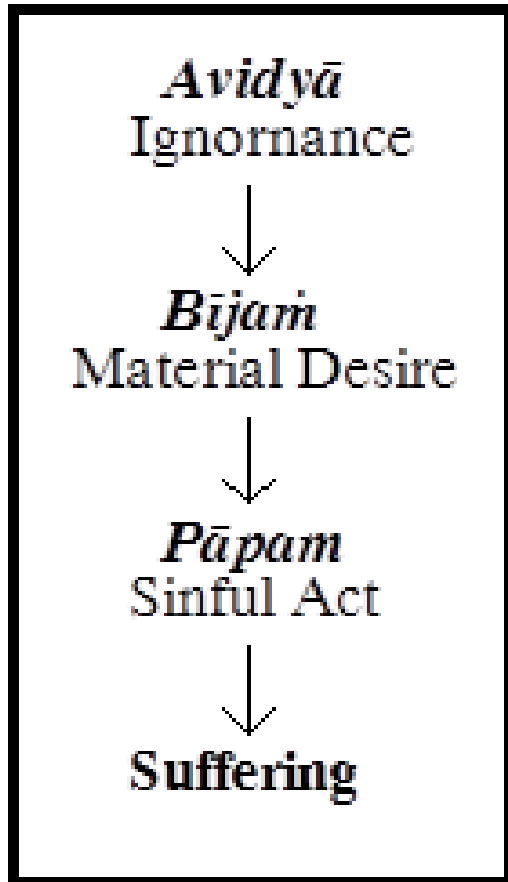 Avidyā
Ignornance
Bījaṁ
Material Desire
Pāpam
Sinful Act
Suffering